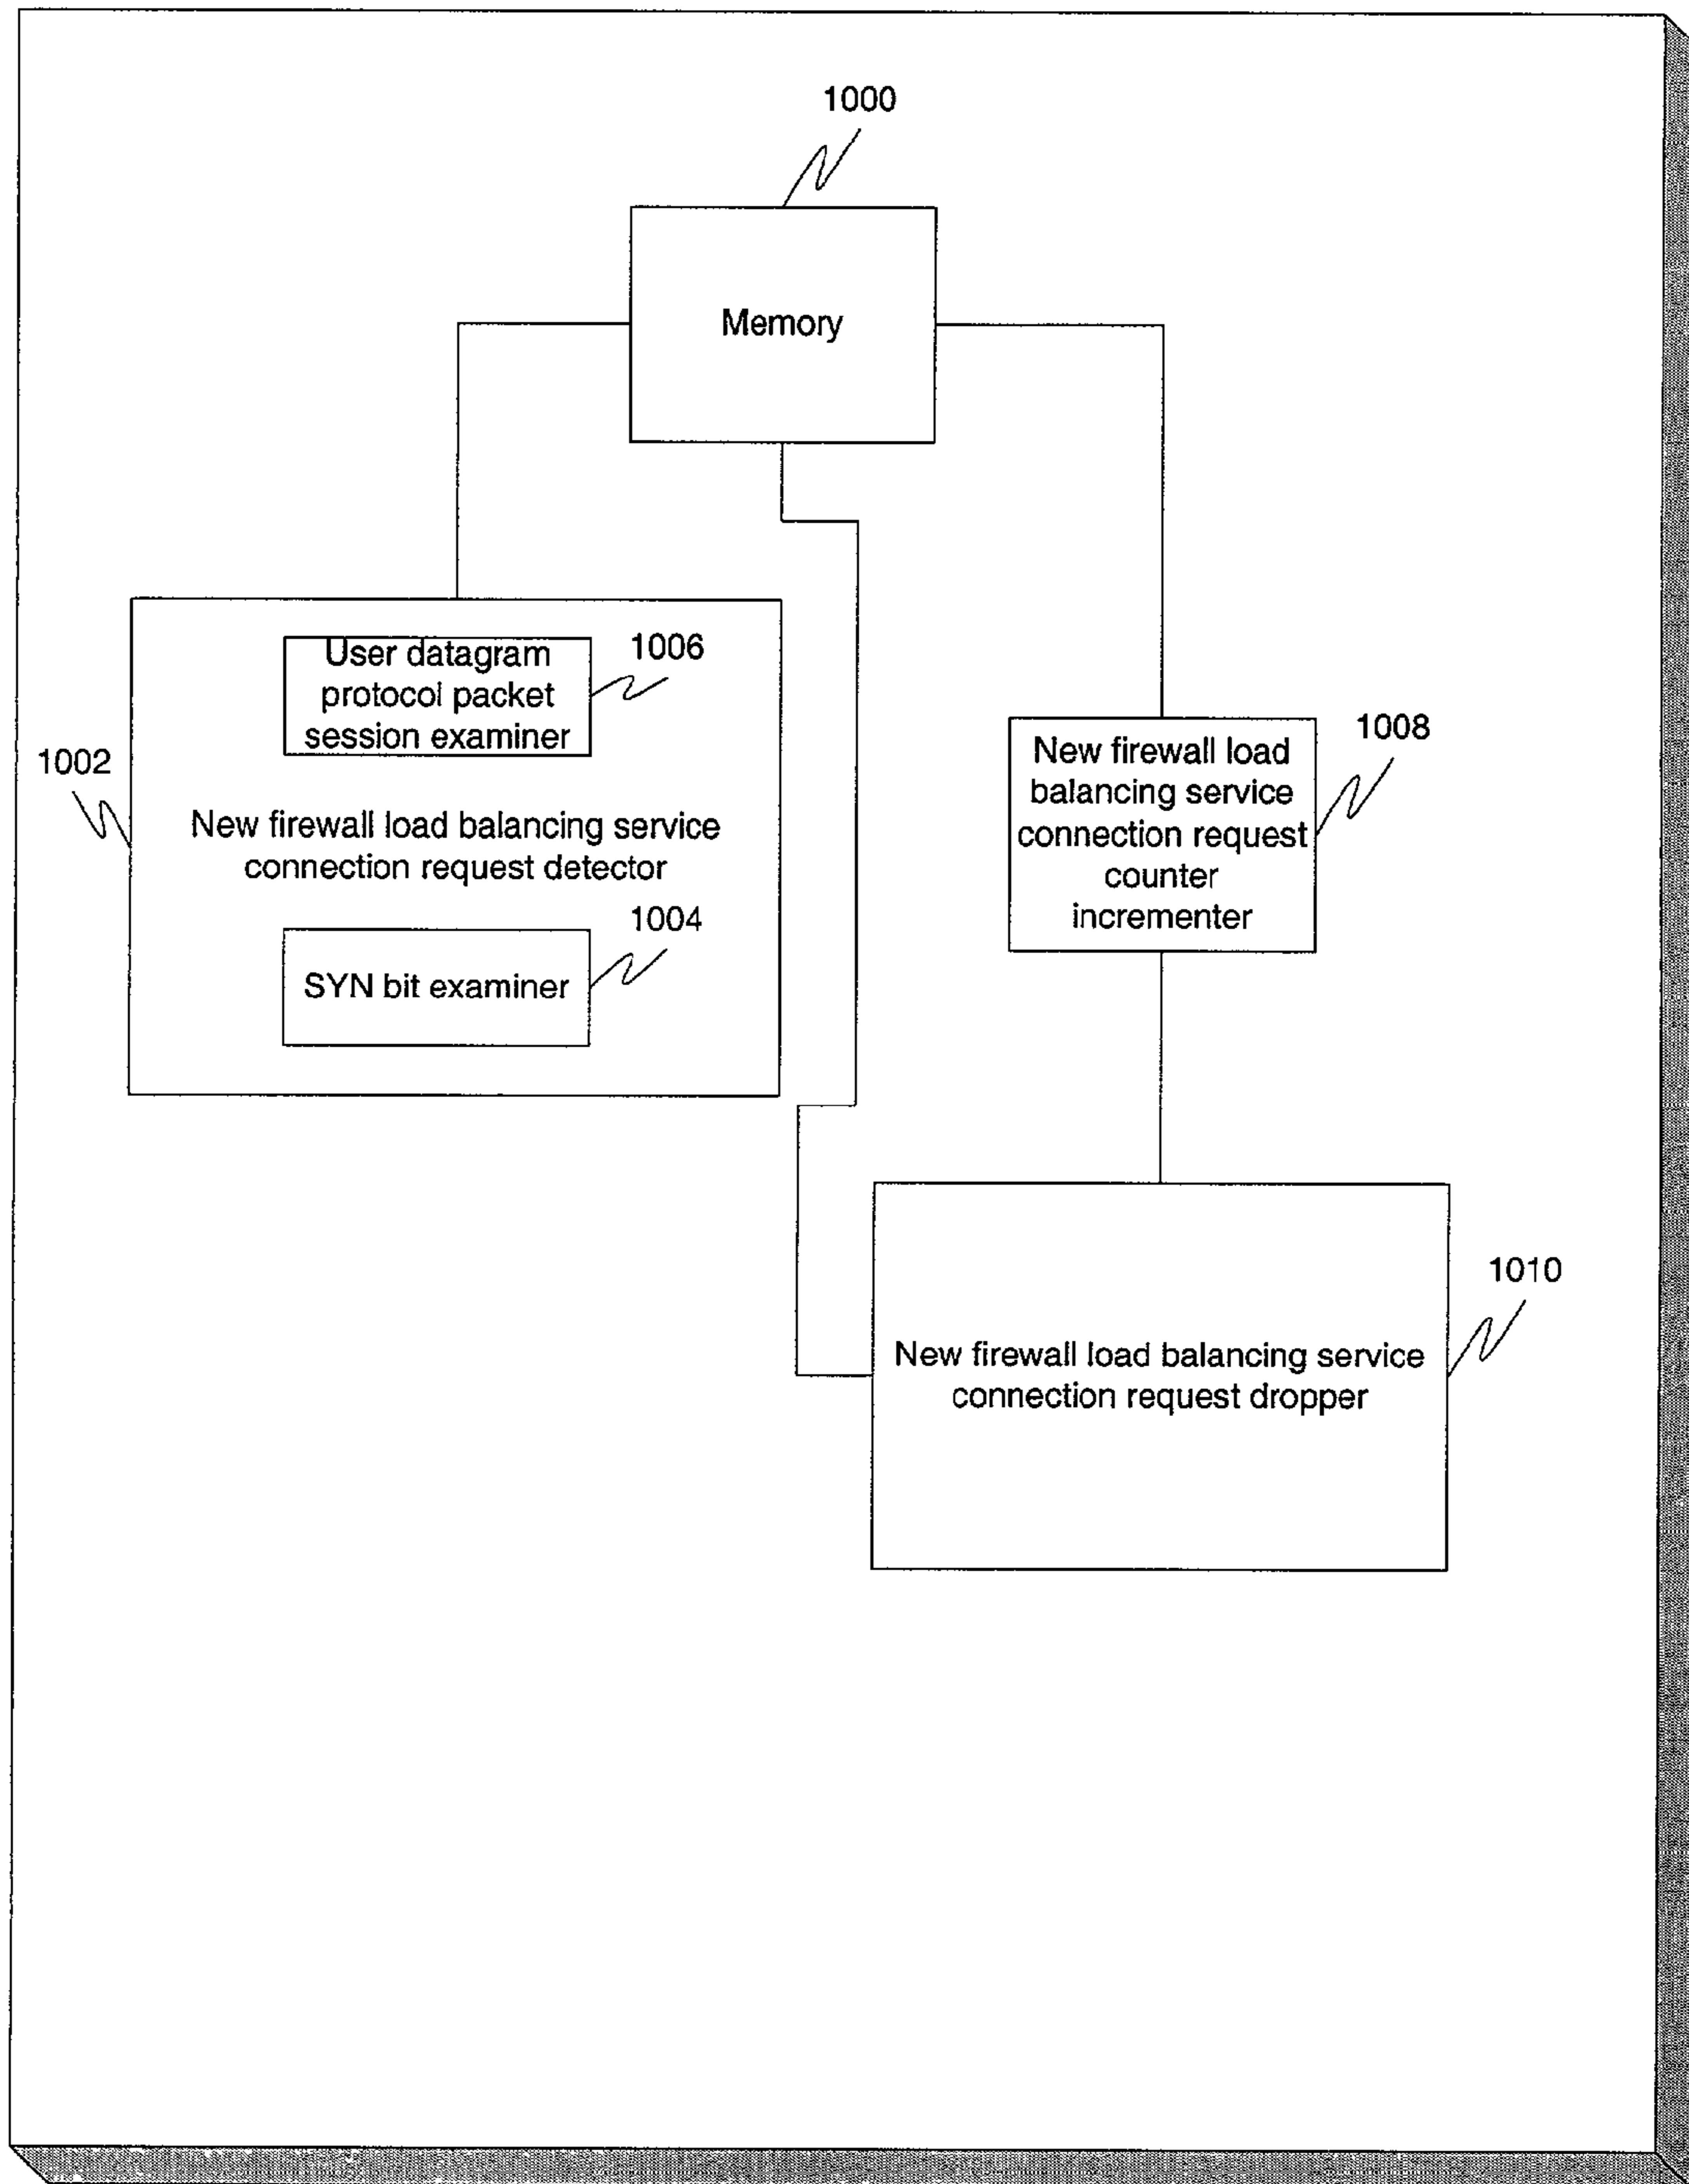 1000
Memory
User datagram
protocol packet
session examiner
1006
1002
New firewall load balancing service
connection request detector
1004
SYN bit examiner
1008
New firewall load
balancing service
connection request
counter
incrementer
1010
New firewall load balancing service
connection request dropper